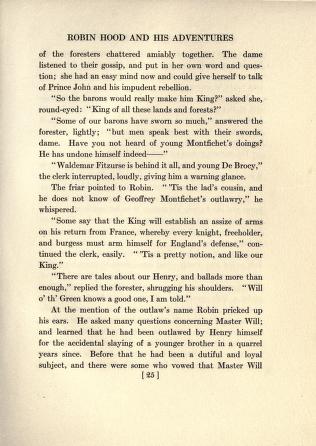 ROBIN HOOD AND HIS ADVENTURES
of the foresters chattered amiably together. The dame
listened to their gossip, and put in her own word and ques-
tion; she had an easy mind now and could give herself to talk
of Prince John and his impudent rebellion.
"So the barons would really make him King?" asked she,
round-eyed: "King of all these lands and forests?"
"Some of our barons have sworn so much," answered the
forester, lightly; "but men speak best with their swords,
dame. Have you not heard of young Montfichet's doings?
He has undone himself indeed——"
"Waldemar Fitzurse is behind it all, and young De Brocy,"
the clerk interrupted, loudly, giving him a warning glance.
The friar pointed to Robin. "'Tis the lad's cousin, and
he does not know of Geoffrey Montfichet's outlawry," he
whispered.
"Some say that the King will establish an assize of arms
on his return from France, whereby every knight, freeholder,
and burgess must arm himself for England's defense," con-
tinued the clerk, easily. "'Tis a pretty notion, and like our
King."
"There are tales about our Henry, and ballads more than
enough," replied the forester, shrugging his shoulders. "Will
o' th' Green knows a good one, I am told."
At the mention of the outlaw's name Robin pricked up
his ears. He asked many questions concerning Master Will;
and learned that he had been outlawed by Henry himself
for the accidental slaying of a younger brother in a quarrel
years since. Before that he had been a dutiful and loyal
subject, and there were some who vowed that Master Will
[ 25 ]